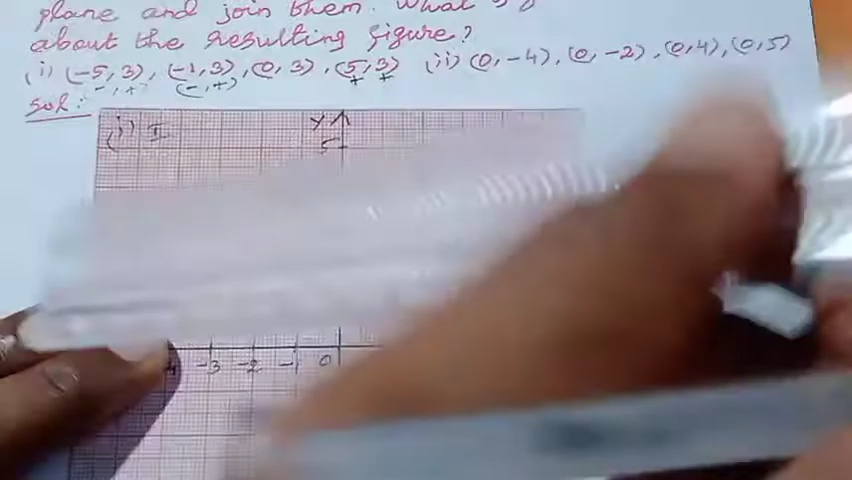 plane and join them. What
about the resulting figure?
(i) (-5, 3), (-1, 3), (0, 3), (5, 3) (ii) (0, -4), (0, -2), (0, 4), (0, 5)
-, + (-, +) + +
Sol:
(i) II Y
5
4 -3 -2 -1 0